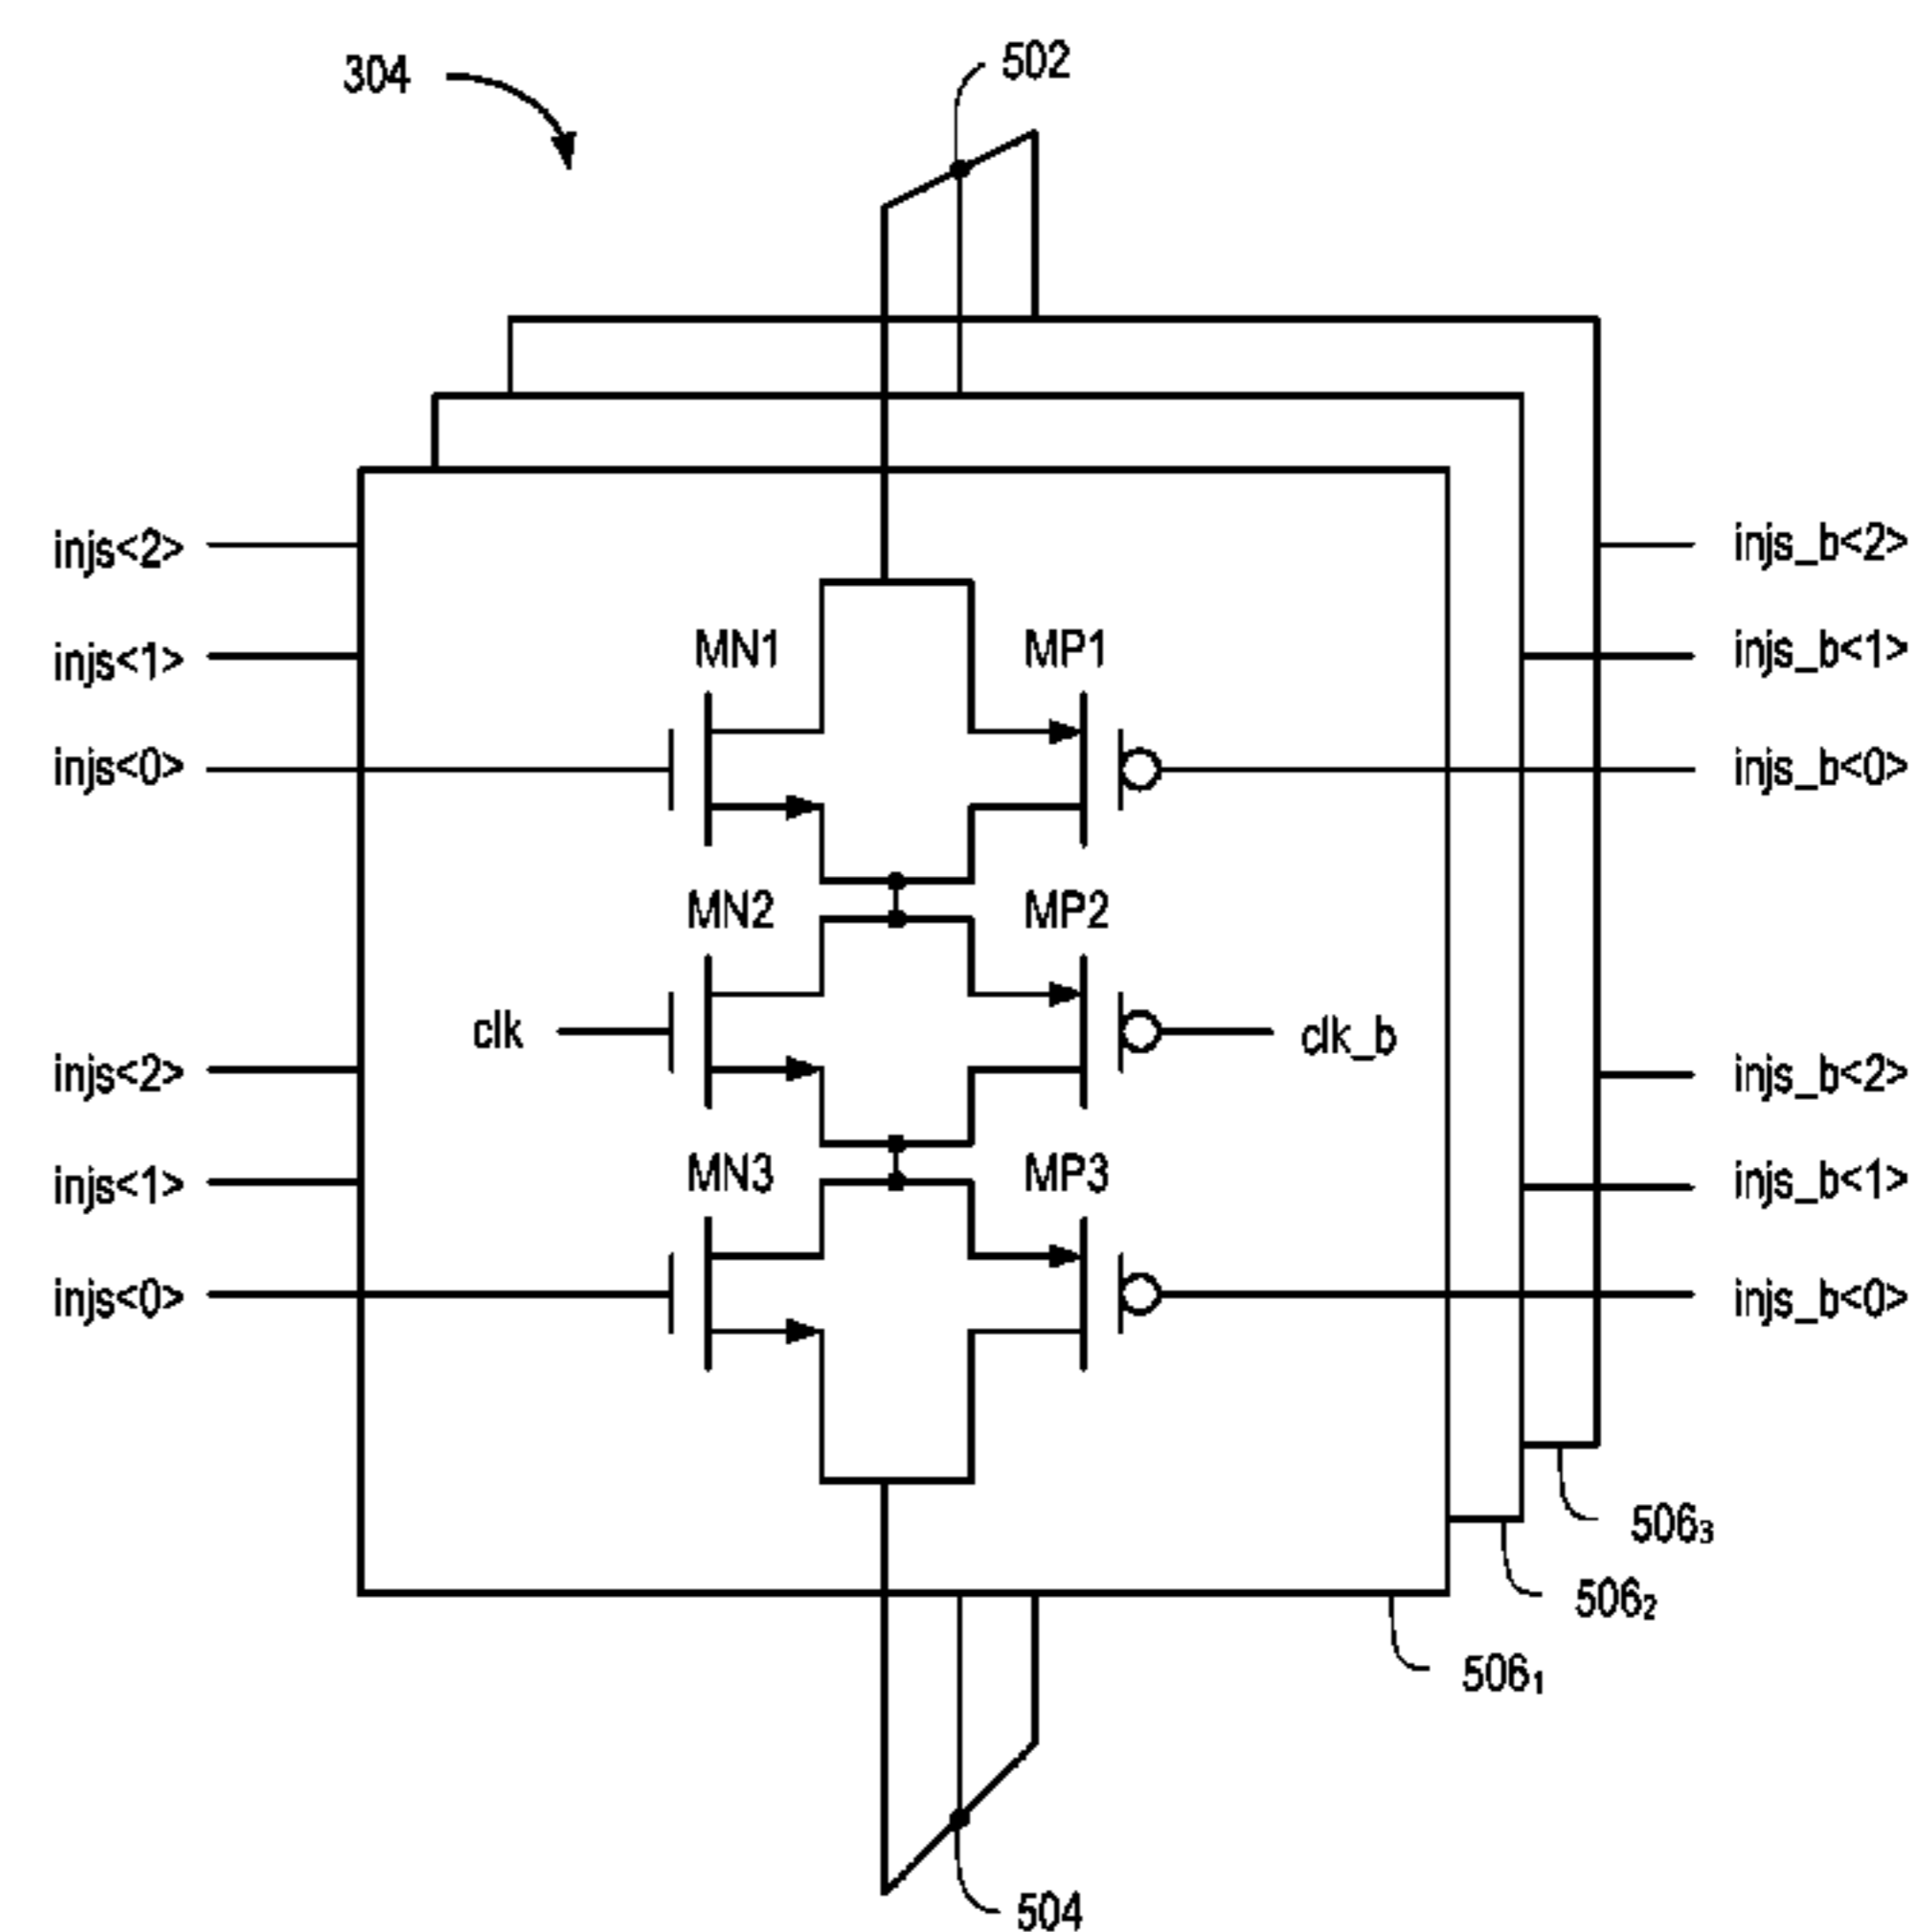 304
502
injs<2>
injs_b<2>
injs<1>
MN1
MP1
injs_b<1>
injs<0>
injs_b<0>
MN2
MP2
clk
clk_b
injs<2>
injs_b<2>
injs<1>
MN3
MP3
injs_b<1>
injs<0>
injs_b<0>
506₃
506₂
506₁
504